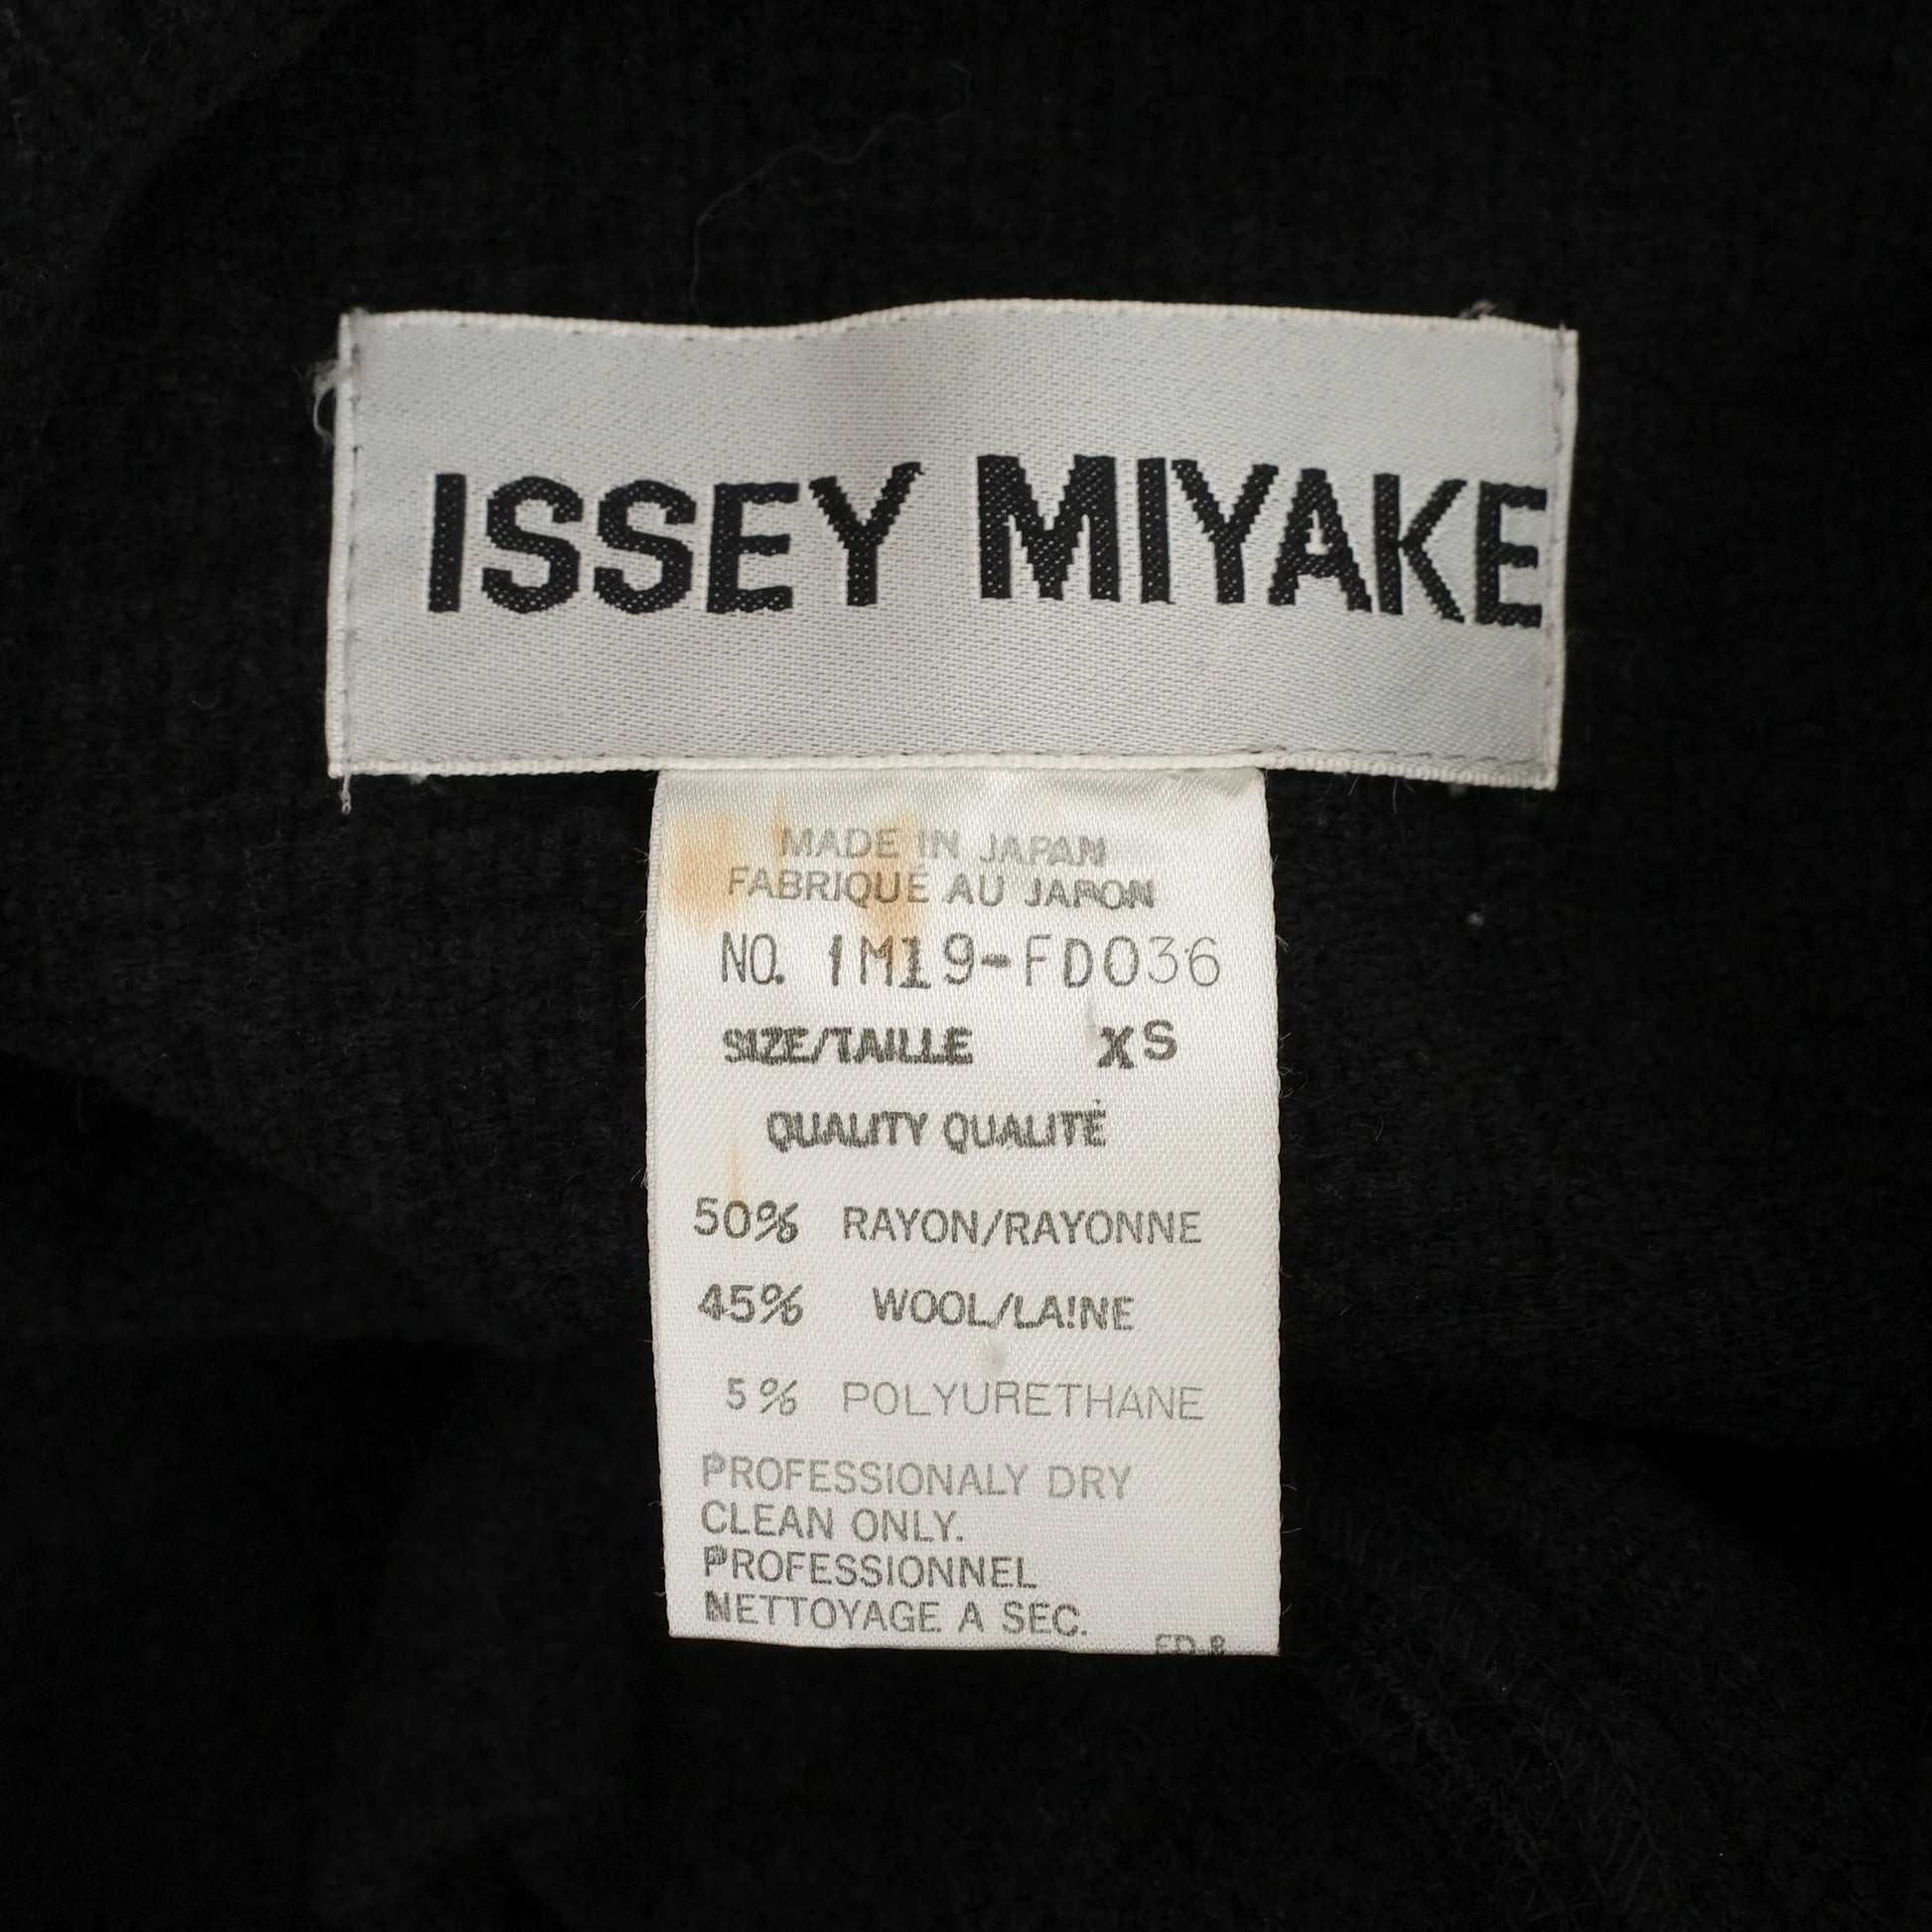 ISSEY MIYAKE
MADE IN JAPAN
FABRIQUE AU JAPON
NO. IM19-FD036
SIZE/TAILLE XS
QUALITY QUALITÉ
50% RAYON/RAYONNE
45% WOOL/LAINE
5% POLYURETHANE
PROFESSIONALY DRY
CLEAN ONLY.
PROFESSIONNEL
NETTOYAGE A SEC.